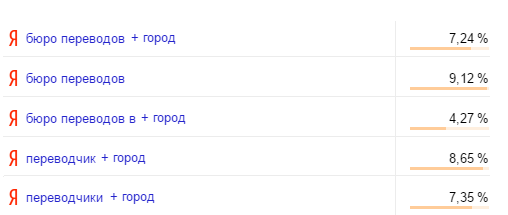 Я бюро переводов + город 7,24 %
Я бюро переводов 9,12 %
Я бюро переводов в + город 4,27 %
Я переводчик + город 8,65 %
Я переводчики + город 7,35 %